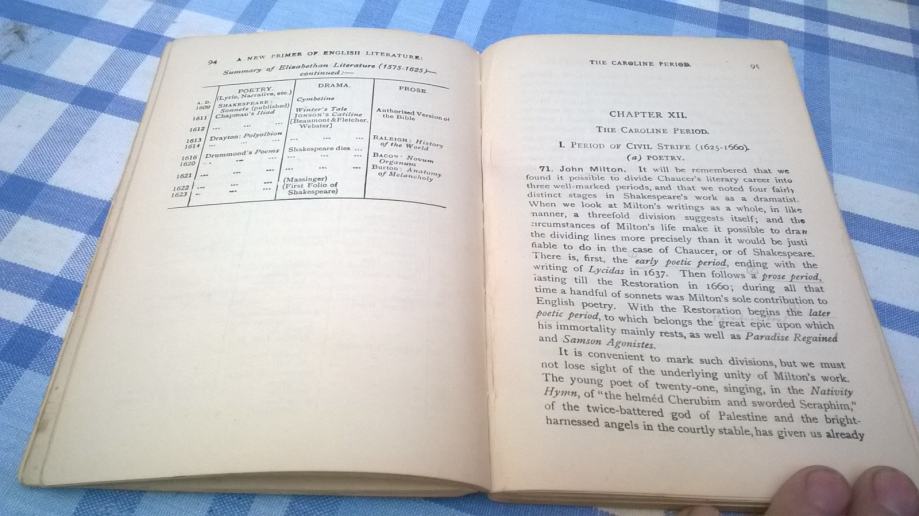 94 A NEW PRIMER OF ENGLISH LITERATURE:
Summary of Elizabethan Literature (1575-1625)—
continued:—
A. D. POETRY. (Lyric, Narrative, etc.) DRAMA. PROSE
1609 SHAKESPEARE: Sonnets (published) Cymbeline
1611 Chapman's Iliad Winter's Tale JONSON'S Catiline [Beaumont & Fletcher, Webster] Authorised Version of the Bible
1612 ... ...
1613 Drayton: Polyolbion ... ... ...
1614 ... ... ... RALEIGH: History of the World
1616 Drummond's Poems Shakespeare dies ...
1620 ... ... ... ... ... BACON: Novum Organum
1621 ... ... ... ... ... ... Burton: Anatomy of Melancholy
1622 ... ... ... (Massinger)
1623 ... ... ... (First Folio of Shakespeare)
THE CAROLINE PERIOD. 95
CHAPTER XII.
THE CAROLINE PERIOD.
I. PERIOD OF CIVIL STRIFE (1625-1660).
(a) POETRY.
71. John Milton. It will be remembered that we
found it possible to divide Chaucer's literary career into
three well-marked periods, and that we noted four fairly
distinct stages in Shakespeare's work as a dramatist.
When we look at Milton's writings as a whole, in like
manner, a threefold division suggests itself; and the
circumstances of Milton's life make it possible to draw
the dividing lines more precisely than it would be justi
fiable to do in the case of Chaucer, or of Shakespeare.
There is, first, the early poetic period, ending with the
writing of Lycidas in 1637. Then follows a prose period,
lasting till the Restoration in 1660; during all that
time a handful of sonnets was Milton's sole contribution to
English poetry. With the Restoration begins the later
poetic period, to which belongs the great epic upon which
his immortality mainly rests, as well as Paradise Regained
and Samson Agonistes.
It is convenient to mark such divisions, but we must
not lose sight of the underlying unity of Milton's work.
The young poet of twenty-one, singing, in the Nativity
Hymn, of "the helméd Cherubim and sworded Seraphim,"
of the twice-battered god of Palestine and the bright-
harnessed angels in the courtly stable, has given us already